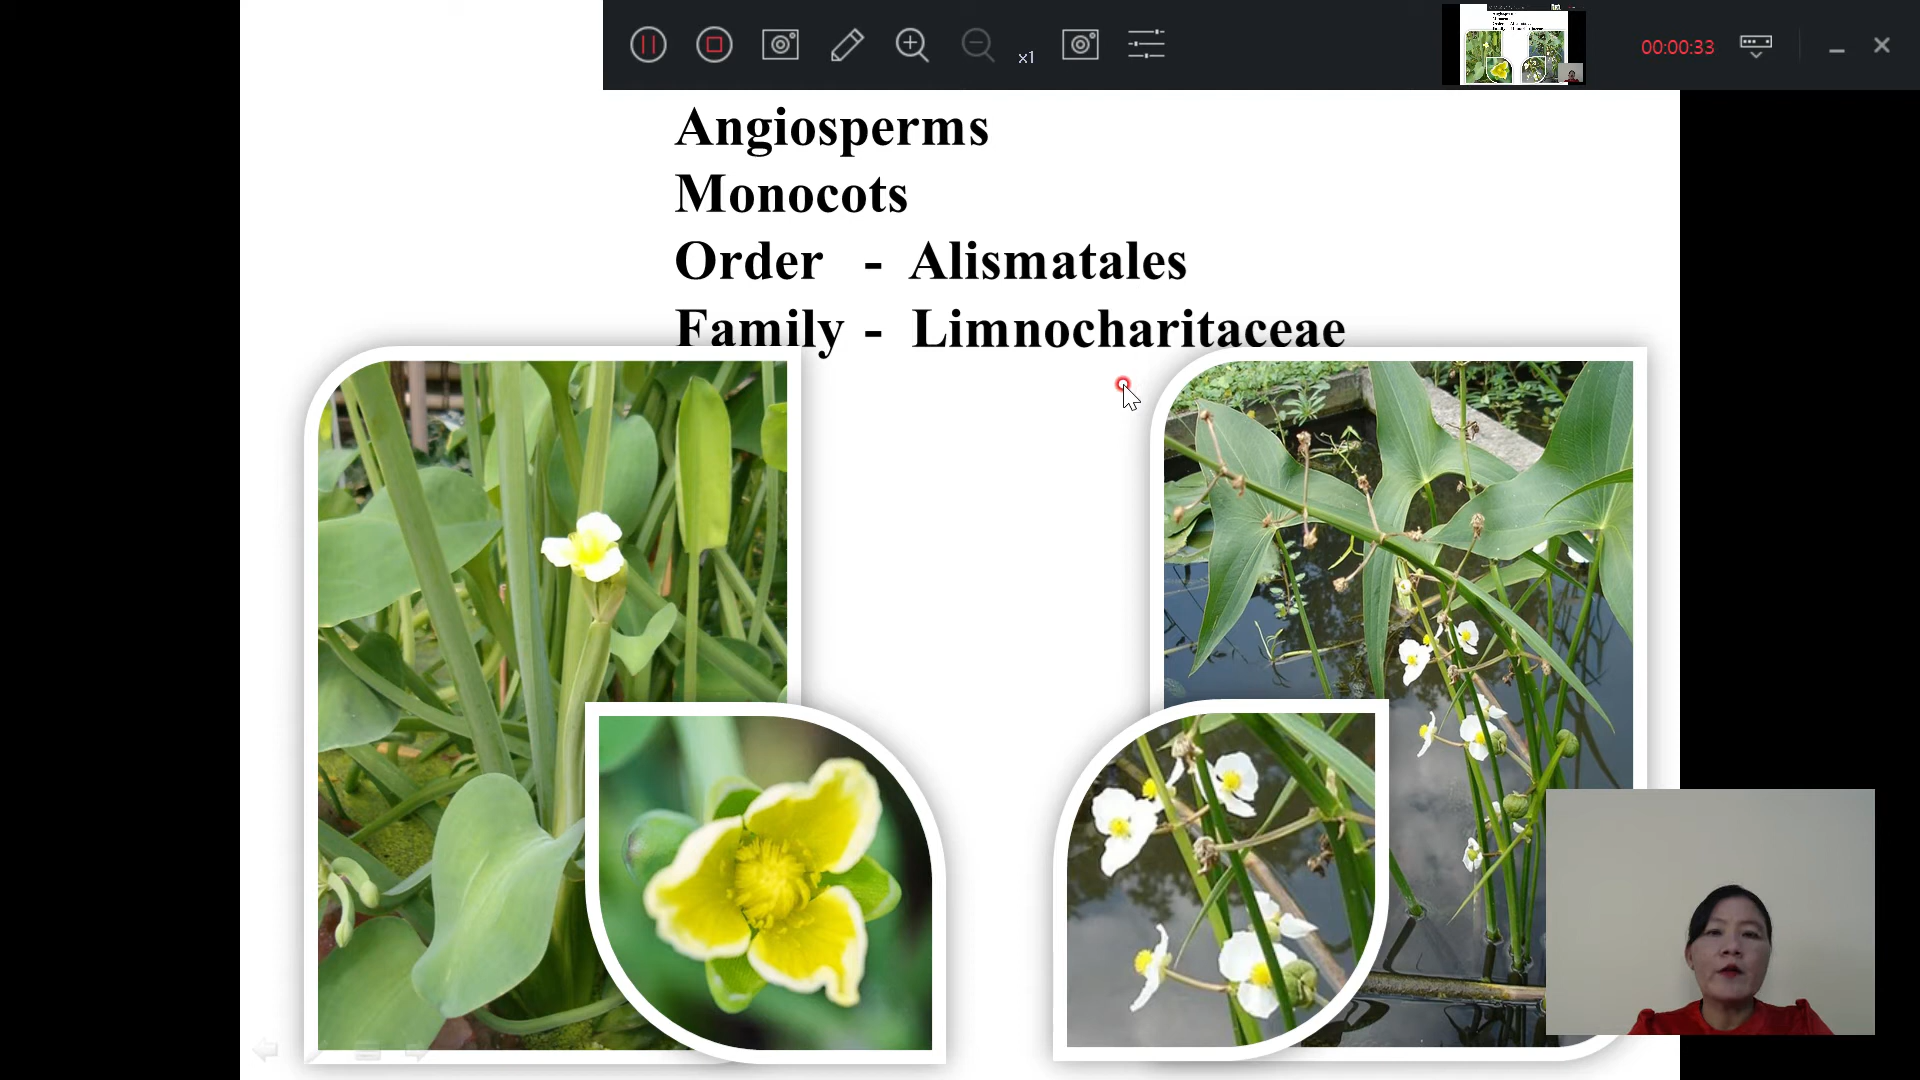 x1
00:00:33
Angiosperms
Monocots
Order - Alismatales
Family - Limnocharitaceae